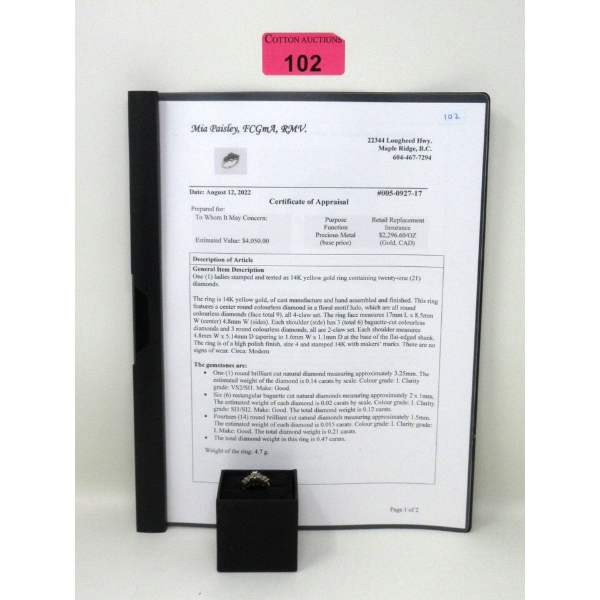 COTTON AUCTIONS
102
102
Mia Paisley, FCGmA, RMV.
22344 Lougheed Hwy.
Maple Ridge, B.C.
604-467-7294
Date: August 12, 2022
#005-0927-17
Certificate of Appraisal
Prepared for:
To Whom It May Concern:
Estimated Value: $4,050.00
Purpose Retail Replacement
Function Insurance
Precious Metal $2,296.60/OZ
(base price) (Gold, CAD)
Description of Article
General Item Description
One (1) ladies stamped and tested as 14K yellow gold ring containing twenty-one (21)
diamonds.
The ring is 14K yellow gold, of cast manufacture and hand assembled and finished. This ring
features a center round colourless diamond in a floral motif halo, which are all round
colourless diamonds (face total 9), all 4-claw set. The ring face measures 17mm L x 8.5mm
W (center) 4.8mm W (sides). Each shoulder (side) has 3 (total 6) baguette-cut colourless
diamonds and 3 round colourless diamonds, all are 2-claw set. Each shoulder measures
4.8mm W x 5.14mm D tapering to 1.6mm W x 1.1mm D at the base of the flat-edged shank.
The ring is of a high polish finish, size 4 and stamped 14K with makers' marks. There are no
signs of wear. Circa: Modern
The gemstones are:
• One (1) round brilliant cut natural diamond measuring approximately 3.25mm. The
estimated weight of the diamond is 0.14 carats by scale. Colour grade: I. Clarity
grade: VS2/SI1. Make: Good.
• Six (6) rectangular baguette cut natural diamonds measuring approximately 2 x 1mm.
The estimated weight of each diamond is 0.02 carats by scale. Colour grade: I. Clarity
grade: SI1/SI2. Make: Good. The total diamond weight is 0.12 carats.
• Fourteen (14) round brilliant cut natural diamonds measuring approximately 1.5mm.
The estimated weight of each diamond is 0.015 carats. Colour grade: I. Clarity grade:
I. Make: Good. The total diamond weight is 0.21 carats.
• The total diamond weight in this ring is 0.47 carats.
Weight of the ring: 4.7 g.
Page 1 of 2